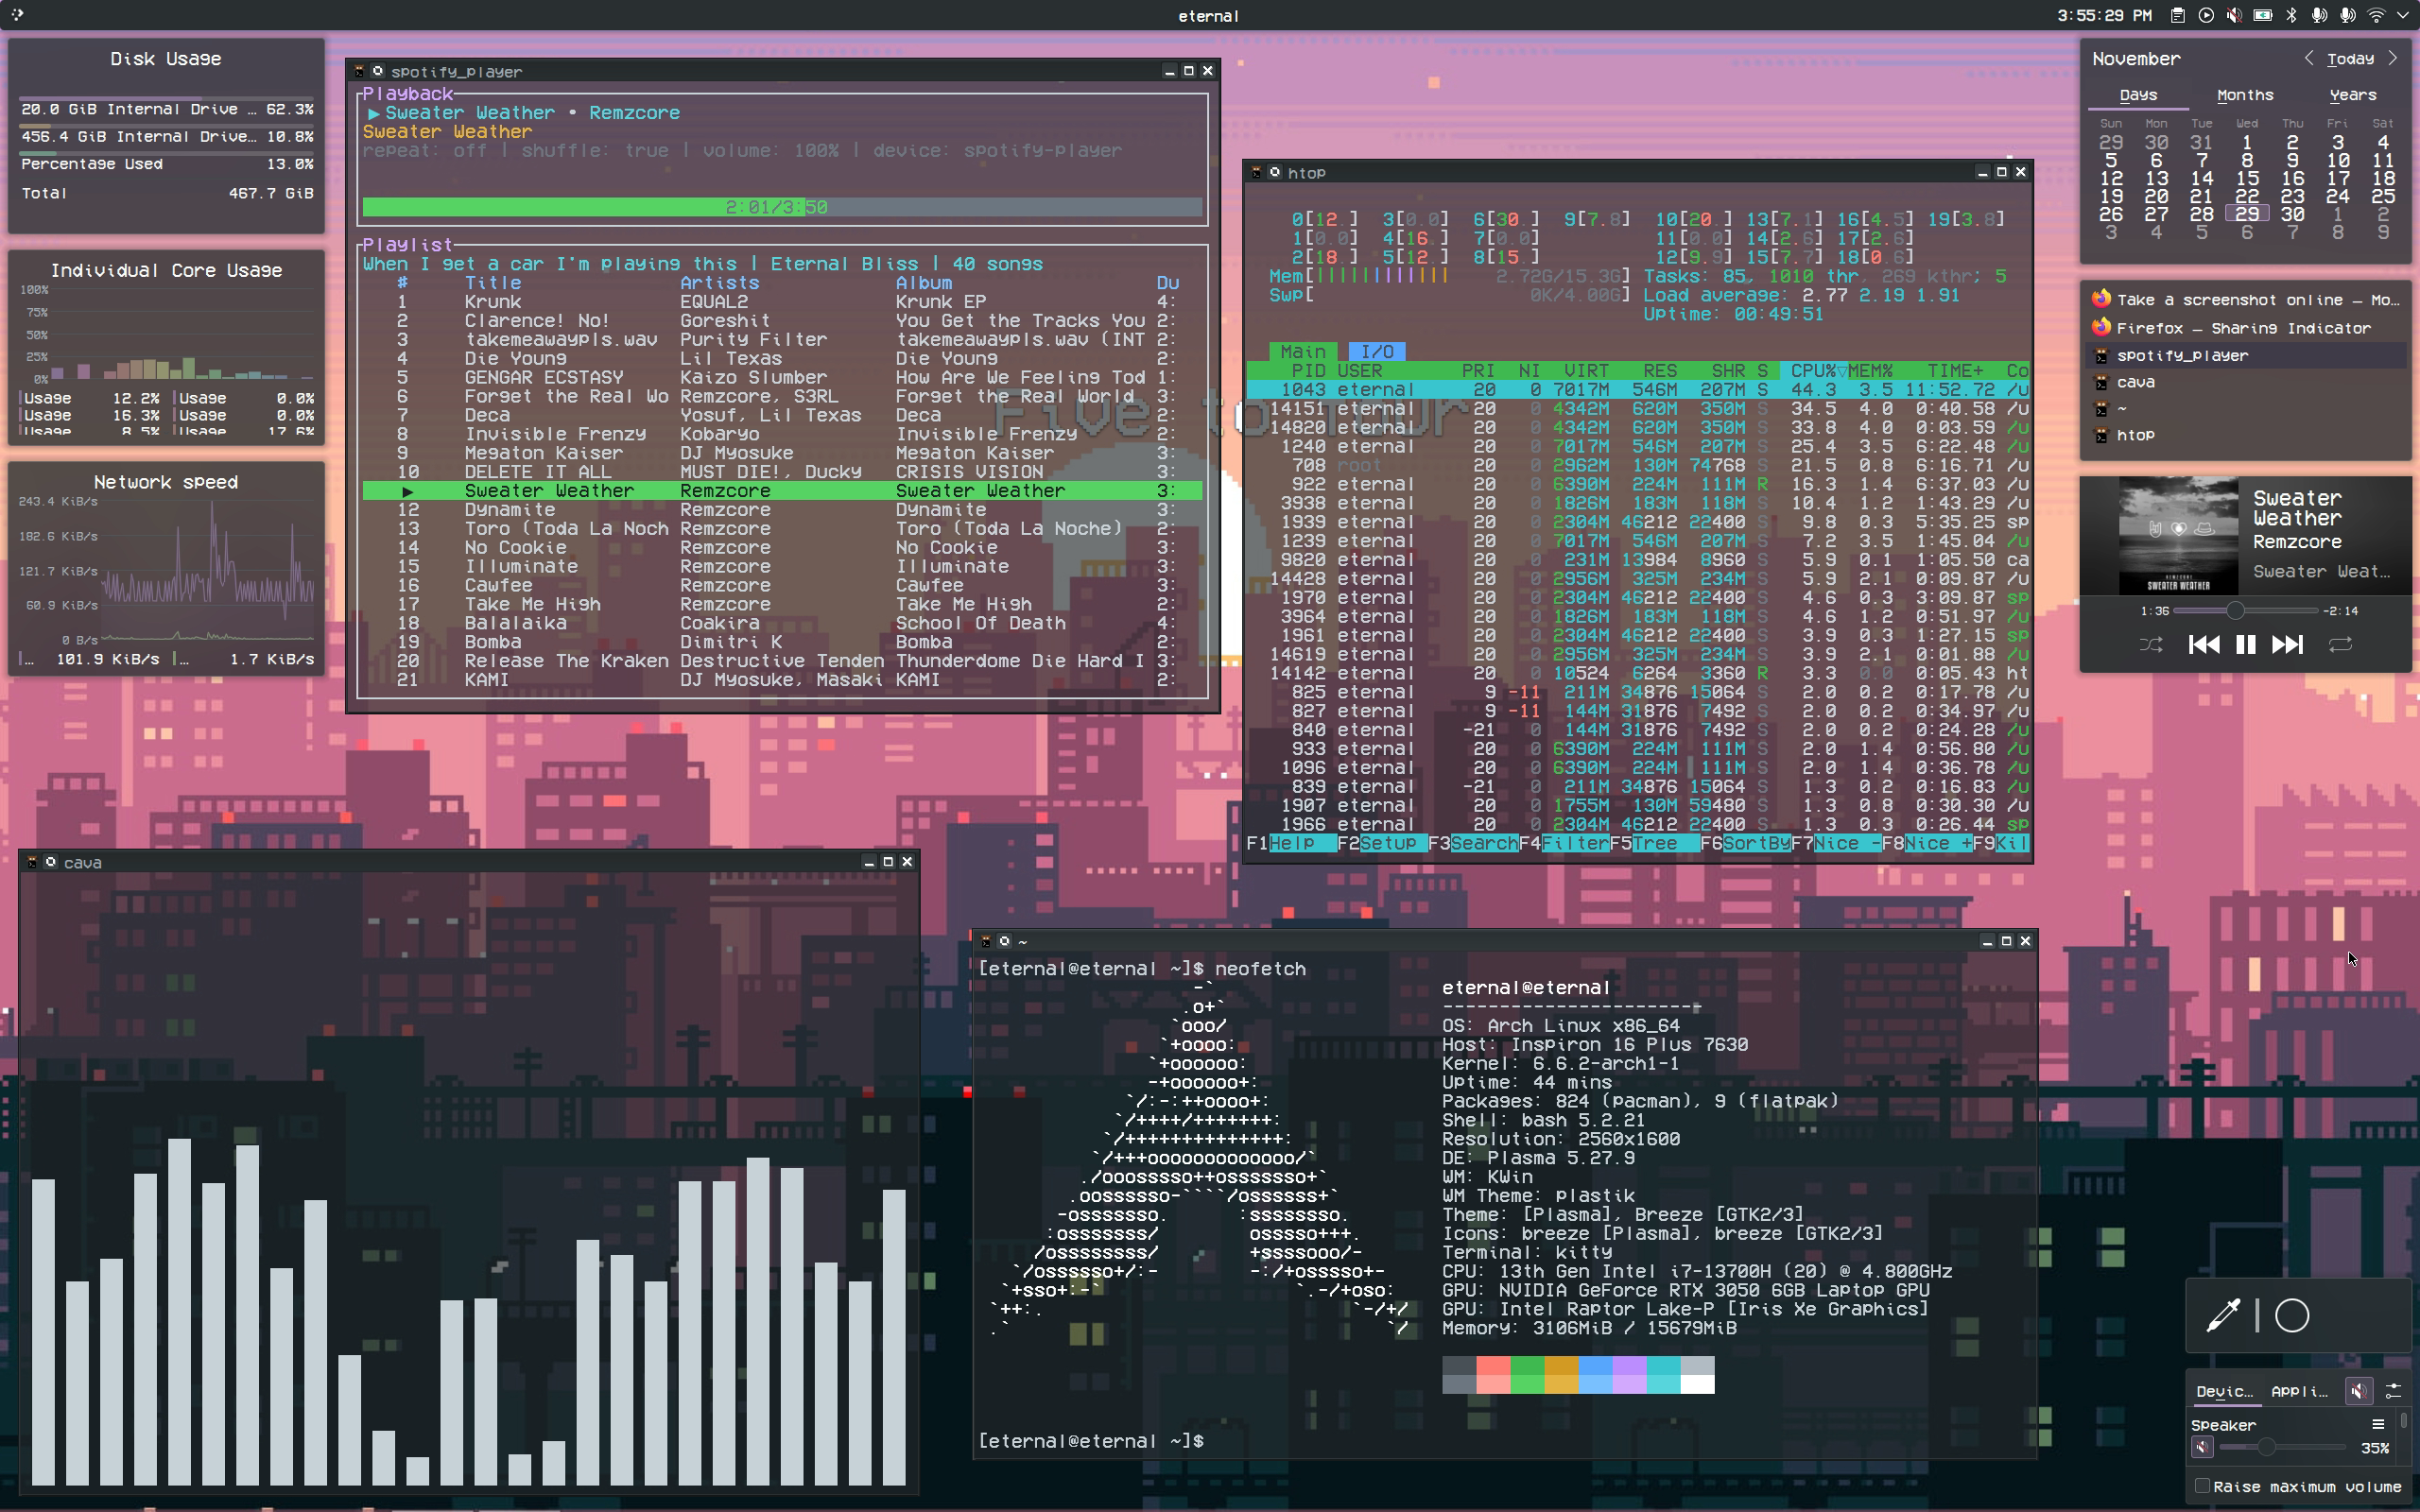 eternal
3:55:29 PM
Disk Usage
20.0 GiB Internal Drive ... 62.3%
456.4 GiB Internal Drive... 10.8%
Percentage Used 13.0%
Total 467.7 GiB
Individual Core Usage
100%
75%
50%
25%
0%
Usage 12.2% Usage 0.0%
Usage 16.3% Usage 0.0%
Usage 8.5% Usage 17.6%
Network speed
243.4 KiB/s
182.6 KiB/s
121.7 KiB/s
60.9 KiB/s
0 B/s
... 101.9 KiB/s ... 1.7 KiB/s
spotify_player
Playback
▶ Sweater Weather • Remzcore
Sweater Weather
repeat: off | shuffle: true | volume: 100% | device: spotify-player
2:01/3:50
Playlist
When I get a car I'm playing this | Eternal Bliss | 40 songs
# Title Artists Album Du
1 Krunk EQUAL2 Krunk EP 4:
2 Clarence! No! Goreshit You Get the Tracks You 2:
3 takemeawaypls.wav Purity Filter takemeawaypls.wav (INT 2:
4 Die Young Lil Texas Die Young 2:
5 GENGAR ECSTASY Kaizo Slumber How Are We Feeling Tod 1:
6 Forget the Real Wo Remzcore, S3RL Forget the Real World 3:
7 Deca Yosuf, Lil Texas Deca 2:
8 Invisible Frenzy Kobaryo Invisible Frenzy 2:
9 Megaton Kaiser DJ Myosuke Megaton Kaiser 3:
10 DELETE IT ALL MUST DIE!, Ducky CRISIS VISION 3:
▶ Sweater Weather Remzcore Sweater Weather 3:
12 Dynamite Remzcore Dynamite 3:
13 Toro (Toda La Noch Remzcore Toro (Toda La Noche) 2:
14 No Cookie Remzcore No Cookie 3:
15 Illuminate Remzcore Illuminate 3:
16 Cawfee Remzcore Cawfee 3:
17 Take Me High Remzcore Take Me High 2:
18 Balalaika Coakira School Of Death 4:
19 Bomba Dimitri K Bomba 2:
20 Release The Kraken Destructive Tenden Thunderdome Die Hard I 3:
21 KAMI DJ Myosuke, Masaki KAMI 2:
Five to
htop
0[12.] 3[0.0] 6[30.] 9[7.8] 10[20.] 13[7.1] 16[4.5] 19[3.8]
1[0.0] 4[16.] 7[0.0] 11[0.0] 14[2.6] 17[2.6]
2[18.] 5[12.] 8[15.] 12[9.9] 15[7.7] 18[0.6]
Mem[||||||||||||| 2.72G/15.3G] Tasks: 85, 1010 thr, 269 kthr; 5
Swp[ 0K/4.00G] Load average: 2.77 2.19 1.91
Uptime: 00:49:51
Main I/O
PID USER PRI NI VIRT RES SHR S CPU%▽MEM% TIME+ Co
1043 eternal 20 0 7017M 546M 207M S 44.3 3.5 11:52.72 /u
14151 eternal 20 0 4342M 620M 350M S 34.5 4.0 0:40.58 /u
14820 eternal 20 0 4342M 620M 350M S 33.8 4.0 0:03.59 /u
1240 eternal 20 0 7017M 546M 207M S 25.4 3.5 6:22.48 /u
708 root 20 0 2962M 130M 74768 S 21.5 0.8 6:16.71 /u
922 eternal 20 0 6390M 224M 111M R 16.3 1.4 6:37.03 /u
3938 eternal 20 0 1826M 183M 118M S 10.4 1.2 1:43.29 /u
1939 eternal 20 0 2304M 46212 22400 S 9.8 0.3 5:35.25 sp
1239 eternal 20 0 7017M 546M 207M S 7.2 3.5 1:45.04 /u
9820 eternal 20 0 231M 13984 8960 S 5.9 0.1 1:05.50 ca
14428 eternal 20 0 2956M 325M 234M S 5.9 2.1 0:09.87 /u
1970 eternal 20 0 2304M 46212 22400 S 4.6 0.3 3:09.87 sp
3964 eternal 20 0 1826M 183M 118M S 4.6 1.2 0:51.97 /u
1961 eternal 20 0 2304M 46212 22400 S 3.9 0.3 1:27.15 sp
14619 eternal 20 0 2956M 325M 234M S 3.9 2.1 0:01.88 /u
14142 eternal 20 0 10524 6264 3360 R 3.3 0.0 0:05.43 ht
825 eternal 9 -11 211M 34876 15064 S 2.0 0.2 0:17.78 /u
827 eternal 9 -11 144M 31876 7492 S 2.0 0.2 0:34.97 /u
840 eternal -21 0 144M 31876 7492 S 2.0 0.2 0:24.28 /u
933 eternal 20 0 6390M 224M 111M S 2.0 1.4 0:56.80 /u
1096 eternal 20 0 6390M 224M 111M S 2.0 1.4 0:36.78 /u
839 eternal -21 0 211M 34876 15064 S 1.3 0.2 0:16.83 /u
1907 eternal 20 0 1755M 130M 59480 S 1.3 0.8 0:30.30 /u
1966 eternal 20 0 2304M 46212 22400 S 1.3 0.3 0:26.44 sp
F1Help F2Setup F3SearchF4FilterF5Tree F6SortByF7Nice -F8Nice +F9Kil
November
Today
Days Months Years
Sun Mon Tue Wed Thu Fri Sat
29 30 31 1 2 3 4
5 6 7 8 9 10 11
12 13 14 15 16 17 18
19 20 21 22 23 24 25
26 27 28 29 30 1 2
3 4 5 6 7 8 9
Take a screenshot online – Mo...
Firefox – Sharing Indicator
spotify_player
cava
~
htop
Sweater
Weather
Remzcore
Sweater Weat...
REMZCORE
SWEATER WEATHER
1:36 -2:14
cava
~
[eternal@eternal ~]$ neofetch
-`
.o+`
`ooo/
`+oooo:
`+oooooo:
-+oooooo+:
`/:-:++oooo+:
`/++++/+++++++:
`/++++++++++++++:
`/+++ooooooooooooo/`
./ooosssso++osssssso+`
.oossssso-````/ossssss+`
-osssssso. :ssssssso.
:osssssss/ osssso+++.
/ossssssss/ +ssssooo/-
`/ossssso+/:- -:/+osssso+-
`+sso+:-` `.-/+oso:
`++:. `-/+/
.` `/
eternal@eternal
OS: Arch Linux x86_64
Host: Inspiron 16 Plus 7630
Kernel: 6.6.2-arch1-1
Uptime: 44 mins
Packages: 824 (pacman), 9 (flatpak)
Shell: bash 5.2.21
Resolution: 2560x1600
DE: Plasma 5.27.9
WM: KWin
WM Theme: plastik
Theme: [Plasma], Breeze [GTK2/3]
Icons: breeze [Plasma], breeze [GTK2/3]
Terminal: kitty
CPU: 13th Gen Intel i7-13700H (20) @ 4.800GHz
GPU: NVIDIA GeForce RTX 3050 6GB Laptop GPU
GPU: Intel Raptor Lake-P [Iris Xe Graphics]
Memory: 3106MiB / 15679MiB
[eternal@eternal ~]$
Devic... Appli...
Speaker
35%
Raise maximum volume